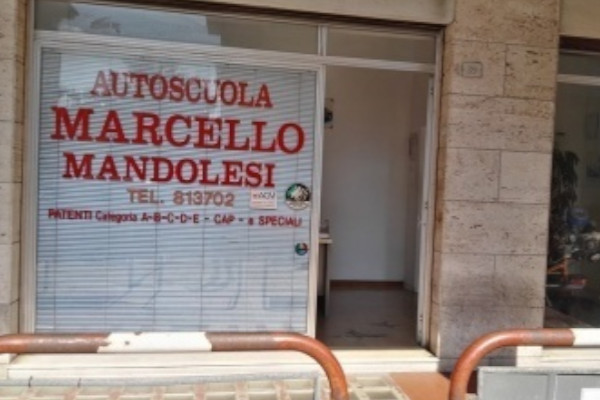 AUTOSCUOLA
MARCELLO
MANDOLESI
TEL. 813702
PATENTI Categoria A-B-C-D-E - CAP - e SPECIALI